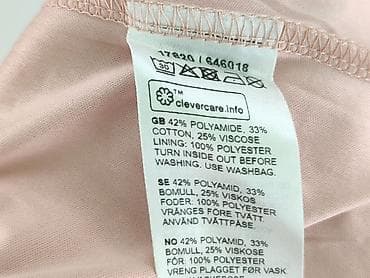 17630 / 646018
30
TM
clevercare.info
GB 42% POLYAMIDE, 33%
COTTON, 25% VISCOSE
LINING: 100% POLYESTER
TURN INSIDE OUT BEFORE
WASHING. USE WASHBAG.
SE 42% POLYAMID, 33%
BOMULL, 25% VISKOS
FODER: 100% POLYESTER
VRÄNGES FÖRE TVÄTT.
ANVÄND TVÄTTPÅSE
NO 42% POLYAMID, 33%
BOMULL, 25% VISKOSE
FÔR: 100% POLYESTER
VRENG PLAGGET FØR VASK